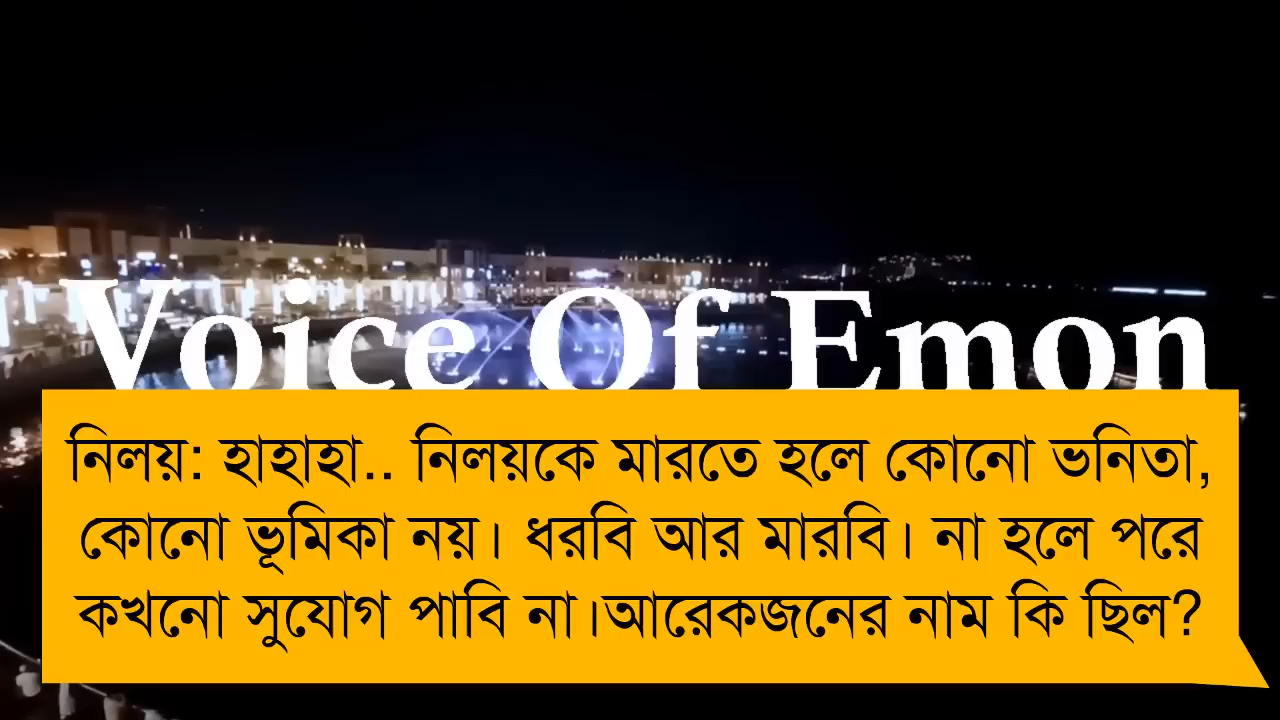 Voice Of Emon
নিলয়: হাহাহা.. নিলয়কে মারতে হলে কোনো ভনিতা,
কোনো ভূমিকা নয়। ধরবি আর মারবি। না হলে পরে
কখনো সুযোগ পাবি না।আরেকজনের নাম কি ছিল?